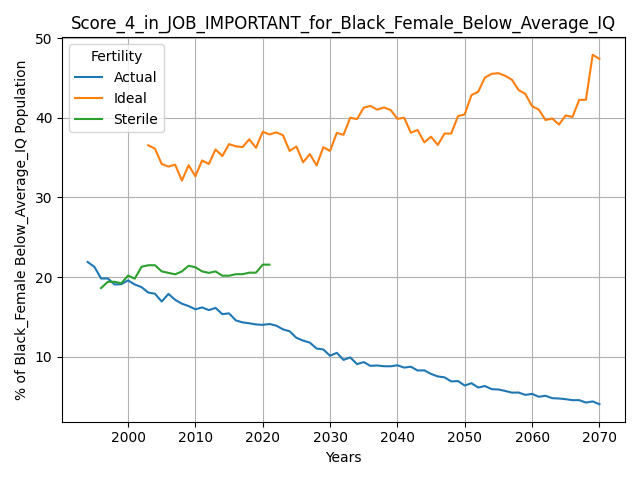 Score_4_in_JOB_IMPORTANT_for_Black_Female_Below_Average_IQ
% of Black_Female Below_Average_IQ Population
50
40
30
20
10
Fertility
Actual
Ideal
Sterile
2000 2010 2020 2030 2040 2050 2060 2070
Years